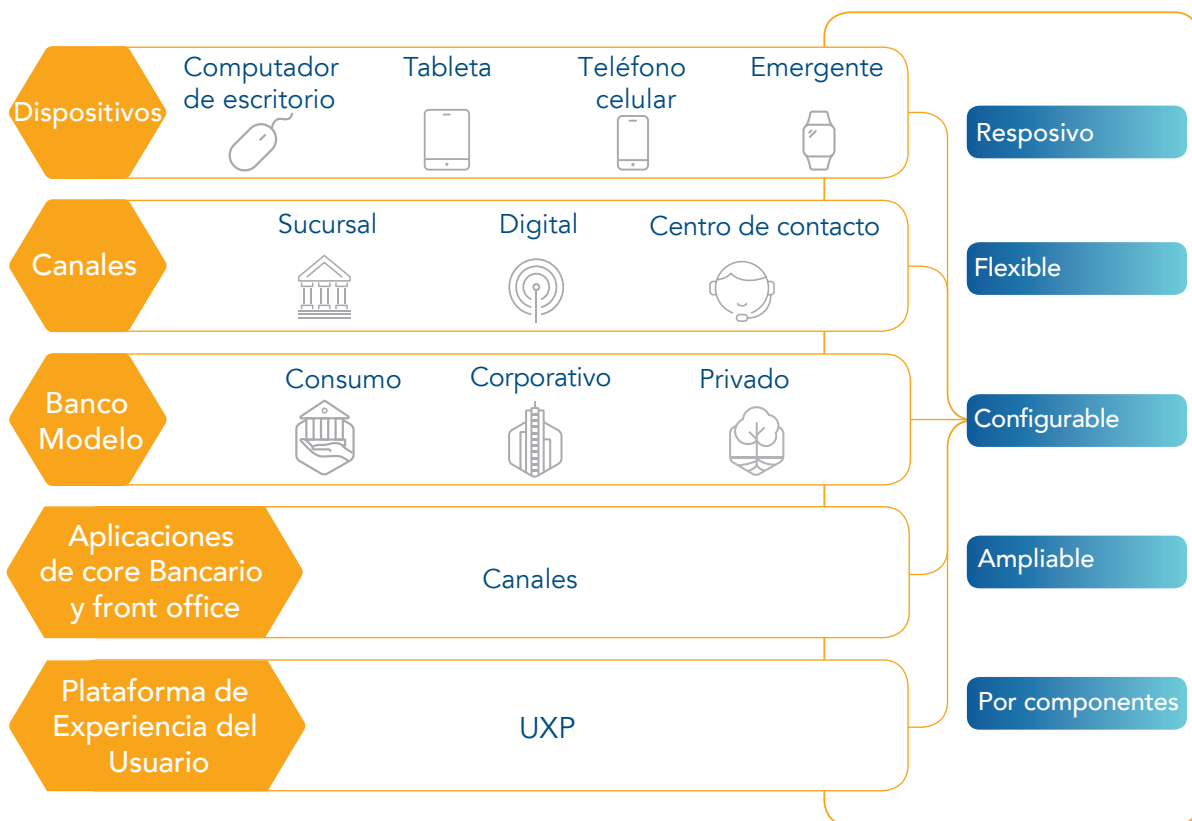 Dispositivos
Computador
de escritorio
Tableta
Teléfono
celular
Emergente
Canales
Sucursal
Digital
Centro de contacto
Banco
Modelo
Consumo
Corporativo
Privado
Aplicaciones
de core Bancario
y front office
Canales
Plataforma de
Experiencia del
Usuario
UXP
Resposivo
Flexible
Configurable
Ampliable
Por componentes